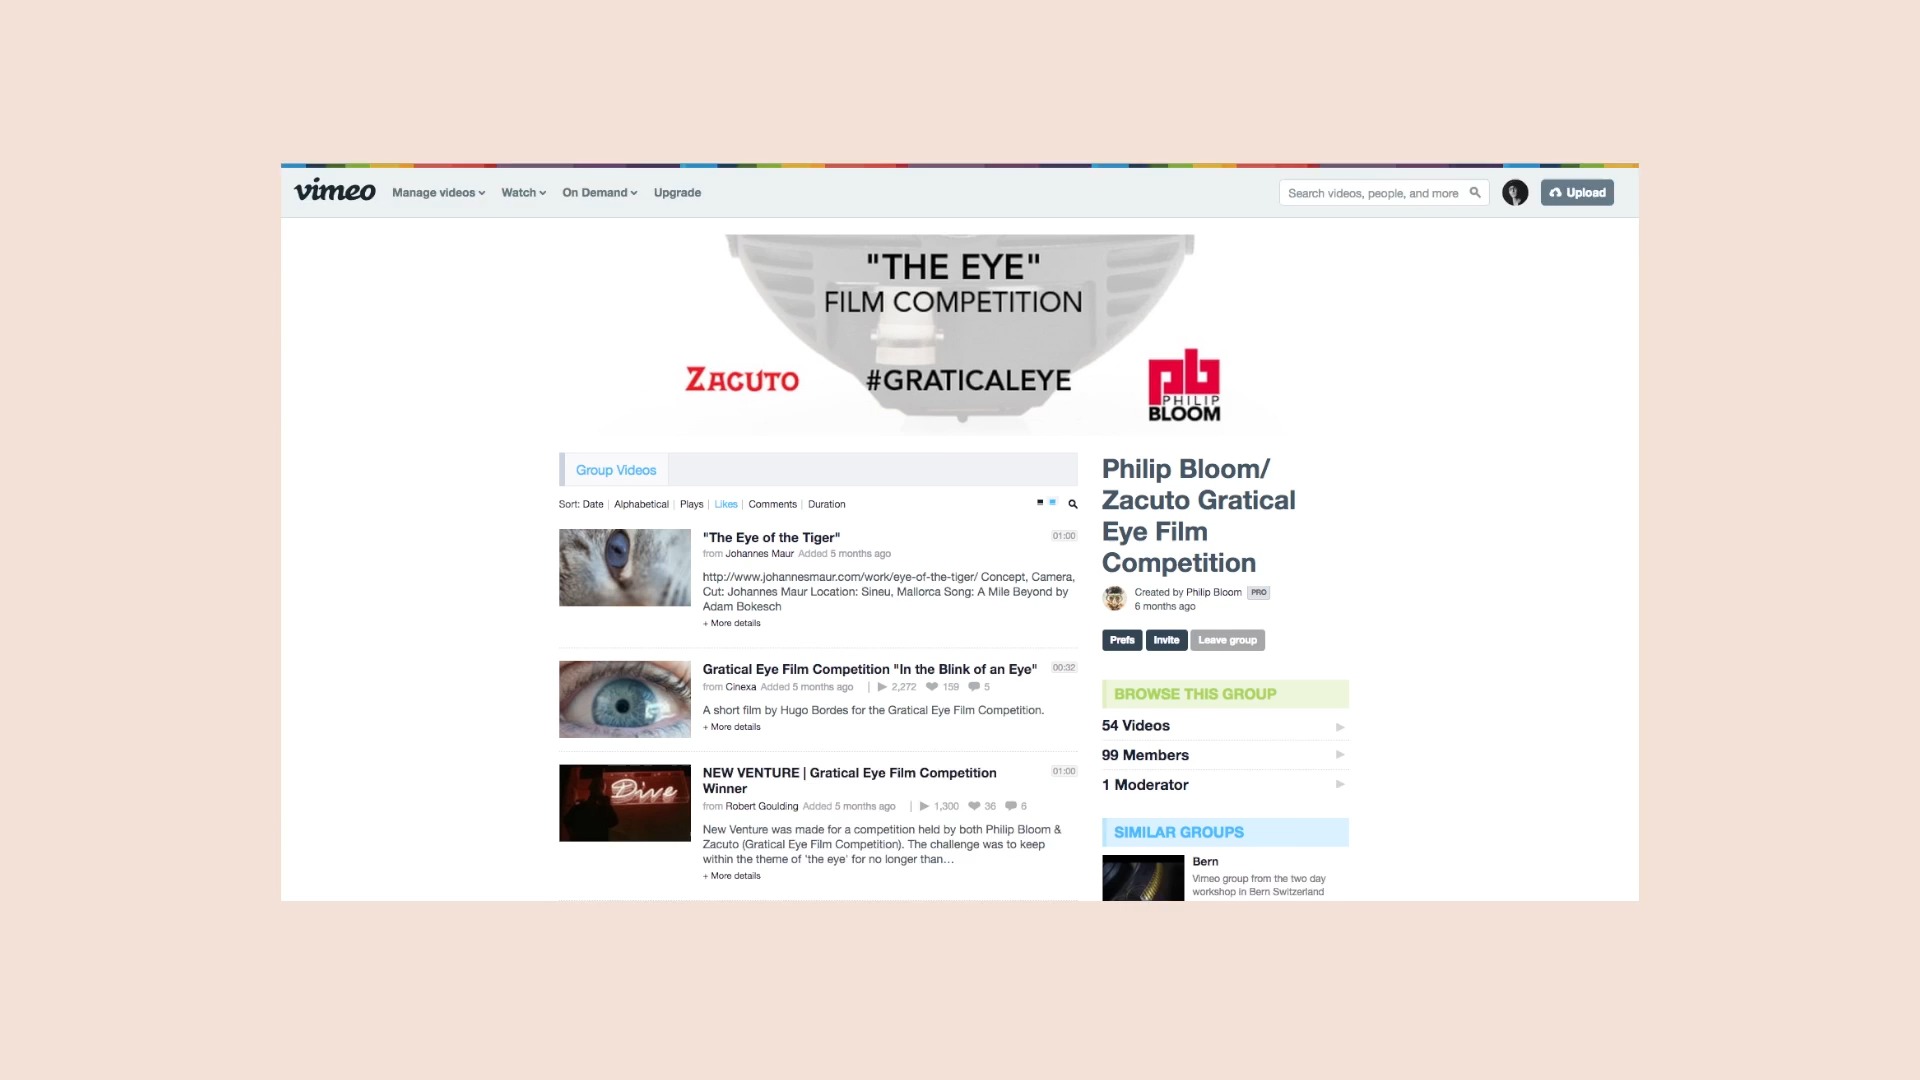 vimeo Manage videos Watch On Demand Upgrade Search videos, people, and more Upload
"THE EYE"
FILM COMPETITION
ZACUTO #GRATICALEYE pb PHILIP BLOOM
Group Videos
Sort: Date | Alphabetical | Plays | Likes | Comments | Duration
"The Eye of the Tiger" 01:00
from Johannes Maur Added 5 months ago
http://www.johannesmaur.com/work/eye-of-the-tiger/ Concept, Camera,
Cut: Johannes Maur Location: Sineu, Mallorca Song: A Mile Beyond by
Adam Bokesch
+ More details
Gratical Eye Film Competition "In the Blink of an Eye" 00:32
from Cinexa Added 5 months ago | 2,272 159 5
A short film by Hugo Bordes for the Gratical Eye Film Competition.
+ More details
Dive
NEW VENTURE | Gratical Eye Film Competition 01:00
Winner
from Robert Goulding Added 5 months ago | 1,300 36 6
New Venture was made for a competition held by both Philip Bloom &
Zacuto (Gratical Eye Film Competition). The challenge was to keep
within the theme of 'the eye' for no longer than...
+ More details
Philip Bloom/
Zacuto Gratical
Eye Film
Competition
Created by Philip Bloom PRO
6 months ago
Prefs Invite Leave group
BROWSE THIS GROUP
54 Videos
99 Members
1 Moderator
SIMILAR GROUPS
Bern
Vimeo group from the two day
workshop in Bern Switzerland